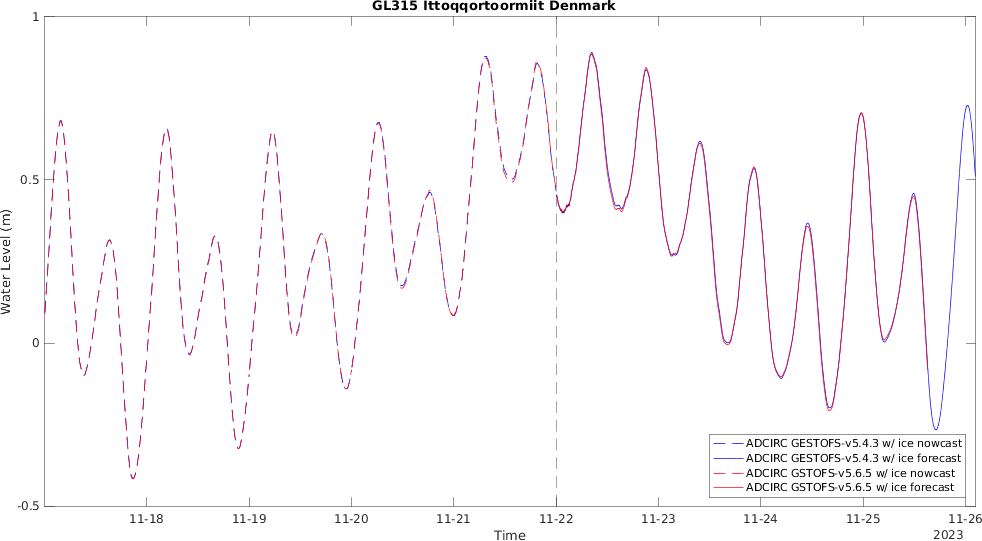 GL315 Ittoqqortoormiit Denmark
1
0.5
0
-0.5
Water Level (m)
ADCIRC GESTOFS-v5.4.3 w/ ice nowcast
ADCIRC GESTOFS-v5.4.3 w/ ice forecast
ADCIRC GSTOFS-v5.6.5 w/ ice nowcast
ADCIRC GSTOFS-v5.6.5 w/ ice forecast
11-18 11-19 11-20 11-21 11-22 11-23 11-24 11-25 11-26
Time
2023